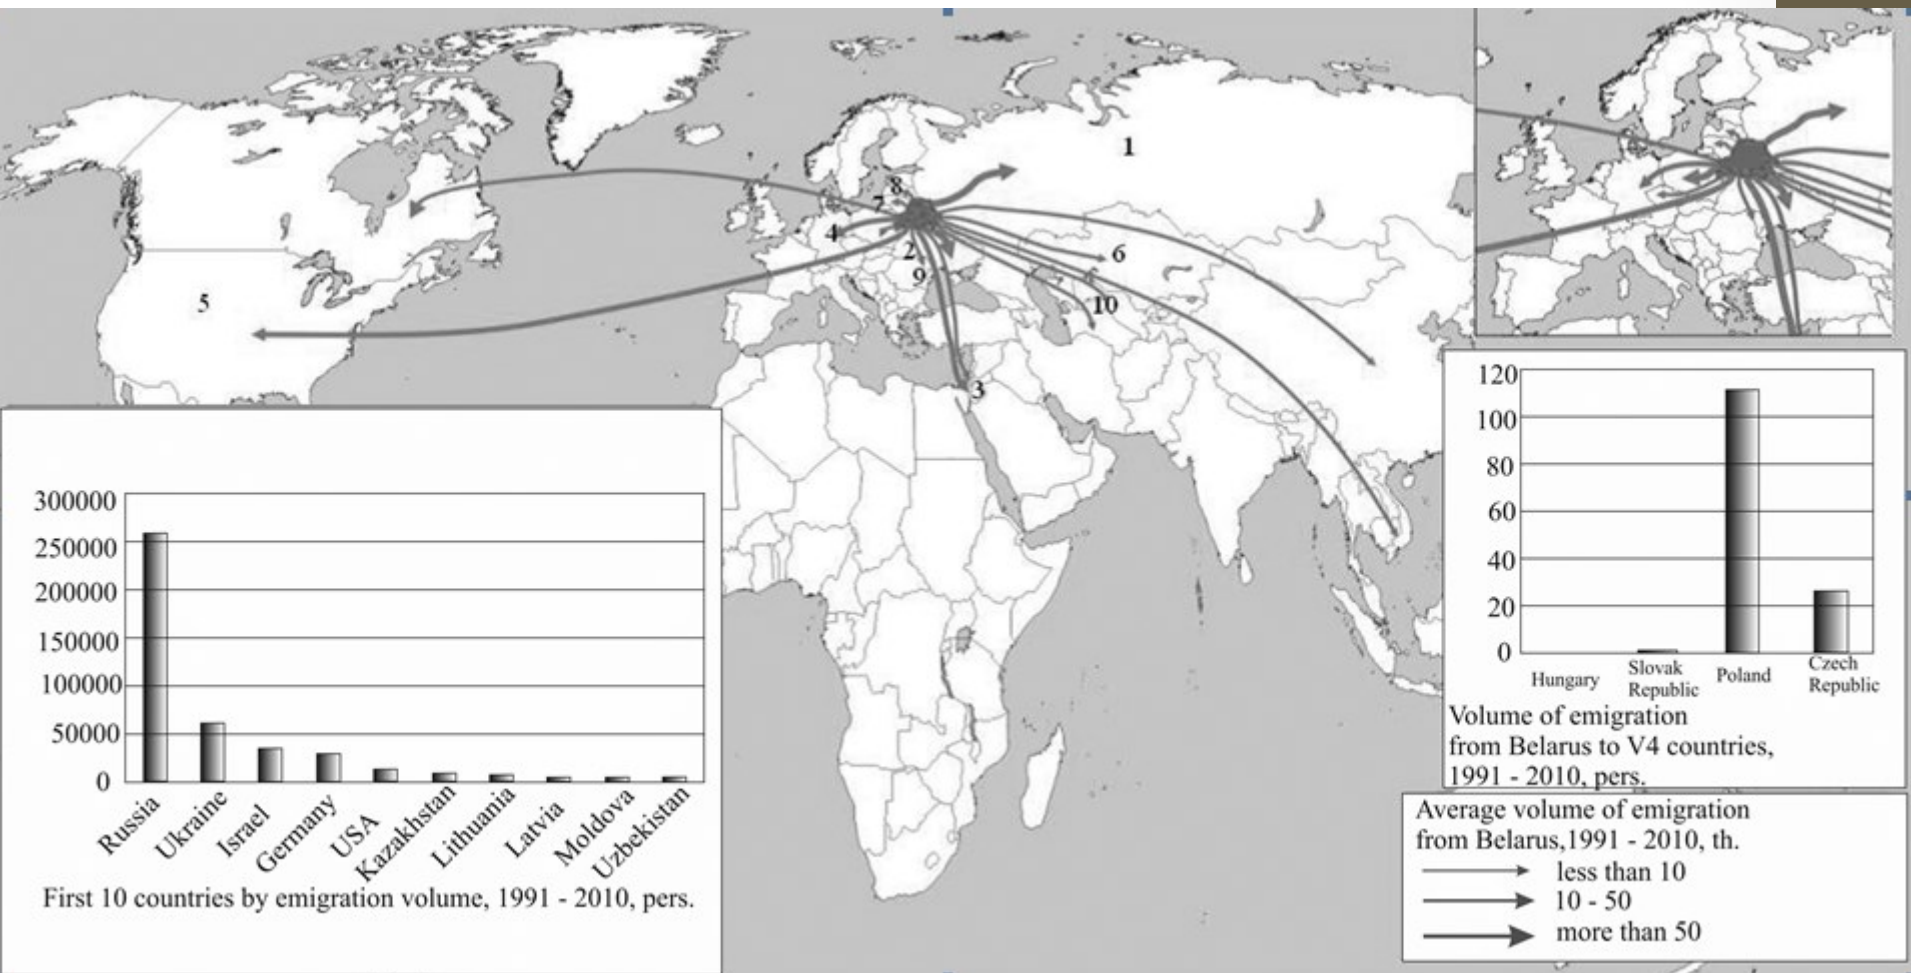 1
8
7
4
2
6
9
5
10
3
300000
250000
200000
150000
100000
50000
0
Russia
Ukraine
Israel
Germany
USA
Kazakhstan
Lithuania
Latvia
Moldova
Uzbekistan
First 10 countries by emigration volume, 1991 - 2010, pers.
120
100
80
60
40
20
0
Hungary
Slovak
Republic
Poland
Czech
Republic
Volume of emigration
from Belarus to V4 countries,
1991 - 2010, pers.
Average volume of emigration
from Belarus,1991 - 2010, th.
less than 10
10 - 50
more than 50